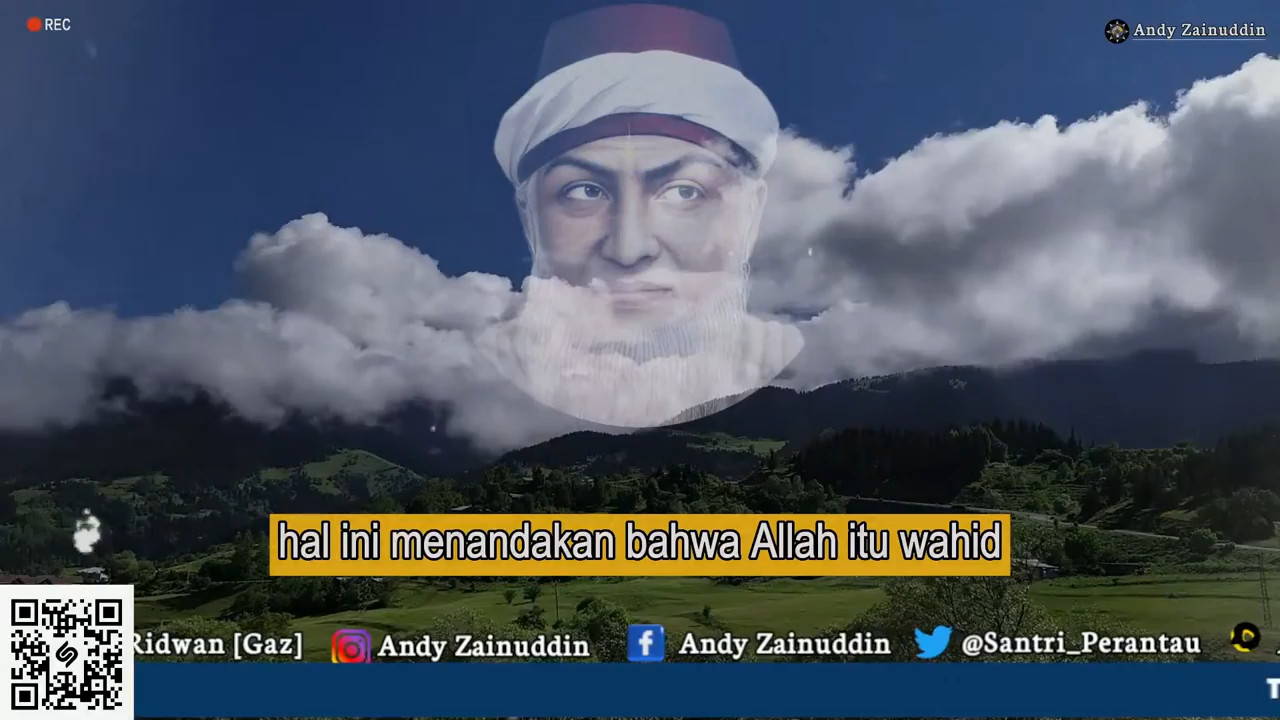 REC
Andy Zainuddin
hal ini menandakan bahwa Allah itu wahid
Ridwan [Gaz]
Andy Zainuddin
Andy Zainuddin
@Santri_Perantau
T